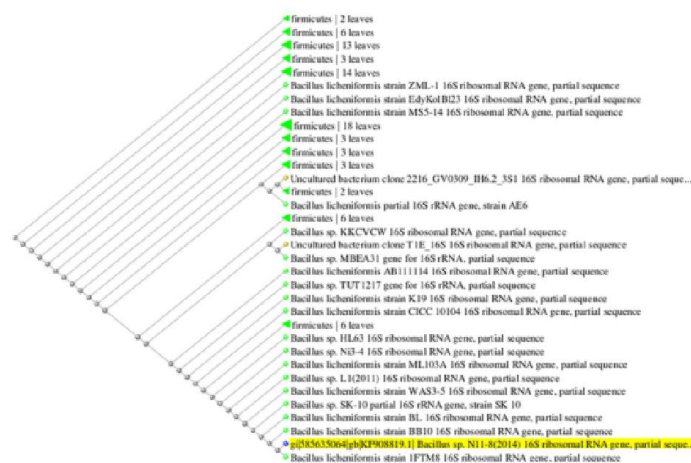 firmicutes | 2 leaves
firmicutes | 6 leaves
firmicutes | 13 leaves
firmicutes | 3 leaves
firmicutes | 14 leaves
Bacillus licheniformis strain ZML-1 16S ribosomal RNA gene, partial sequence
Bacillus licheniformis strain EdyKolBl23 16S ribosomal RNA gene, partial sequence
Bacillus licheniformis strain MS5-14 16S ribosomal RNA gene, partial sequence
firmicutes | 18 leaves
firmicutes | 3 leaves
firmicutes | 3 leaves
firmicutes | 3 leaves
Uncultured bacterium clone 2216_GV0309_IH6.2_3S1 16S ribosomal RNA gene, partial seque...
firmicutes | 2 leaves
Bacillus licheniformis partial 16S rRNA gene, strain AE6
firmicutes | 6 leaves
Bacillus sp. KKCVCW 16S ribosomal RNA gene, partial sequence
Uncultured bacterium clone T1E_16S 16S ribosomal RNA gene, partial sequence
Bacillus sp. MBEA31 gene for 16S rRNA, partial sequence
Bacillus licheniformis AB111114 16S ribosomal RNA gene, partial sequence
Bacillus sp. TUT1217 gene for 16S rRNA, partial sequence
Bacillus licheniformis strain K19 16S ribosomal RNA gene, partial sequence
Bacillus licheniformis strain CICC 10104 16S ribosomal RNA gene, partial sequence
firmicutes | 6 leaves
Bacillus sp. HL63 16S ribosomal RNA gene, partial sequence
Bacillus sp. Ni3-4 16S ribosomal RNA gene, partial sequence
Bacillus licheniformis strain ML103A 16S ribosomal RNA gene, partial sequence
Bacillus sp. L1(2011) 16S ribosomal RNA gene, partial sequence
Bacillus licheniformis strain WAS3-5 16S ribosomal RNA gene, partial sequence
Bacillus sp. SK-10 partial 16S rRNA gene, strain SK 10
Bacillus licheniformis strain BL 16S ribosomal RNA gene, partial sequence
Bacillus licheniformis strain BB10 16S ribosomal RNA gene, partial sequence
gi|585635064|gb|KF908819.1| Bacillus sp. N11-8(2014) 16S ribosomal RNA gene, partial seque...
Bacillus licheniformis strain 1FTM8 16S ribosomal RNA gene, partial sequence